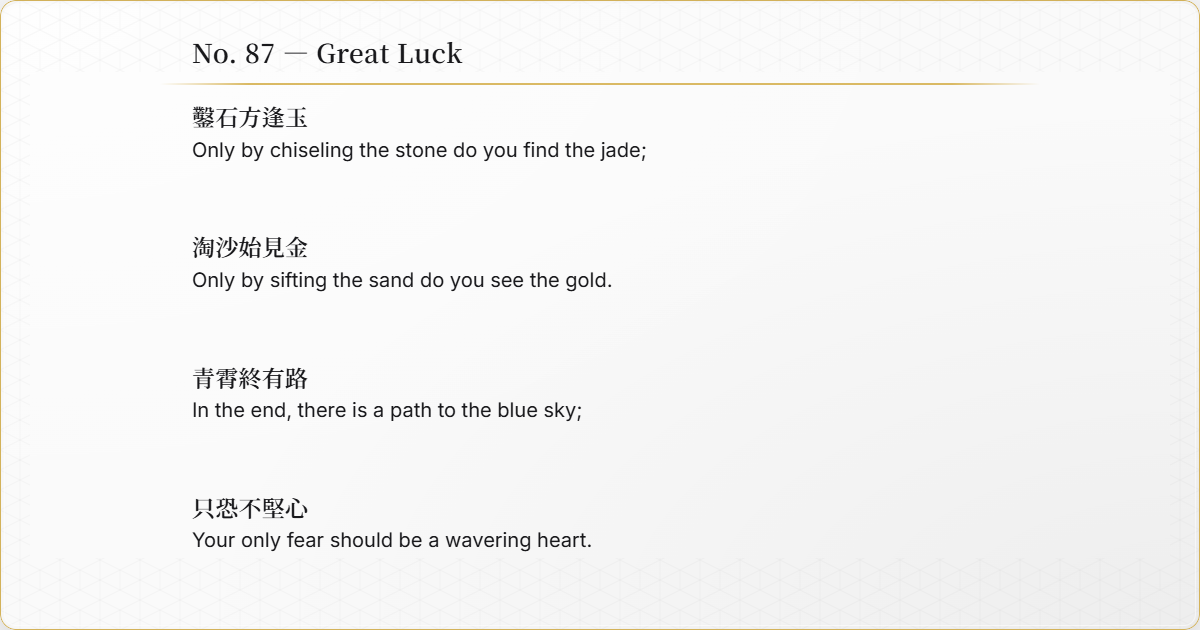 No. 87 — Great Luck
鑿石方逢玉
Only by chiseling the stone do you find the jade;
淘沙始見金
Only by sifting the sand do you see the gold.
青霄終有路
In the end, there is a path to the blue sky;
只恐不堅心
Your only fear should be a wavering heart.